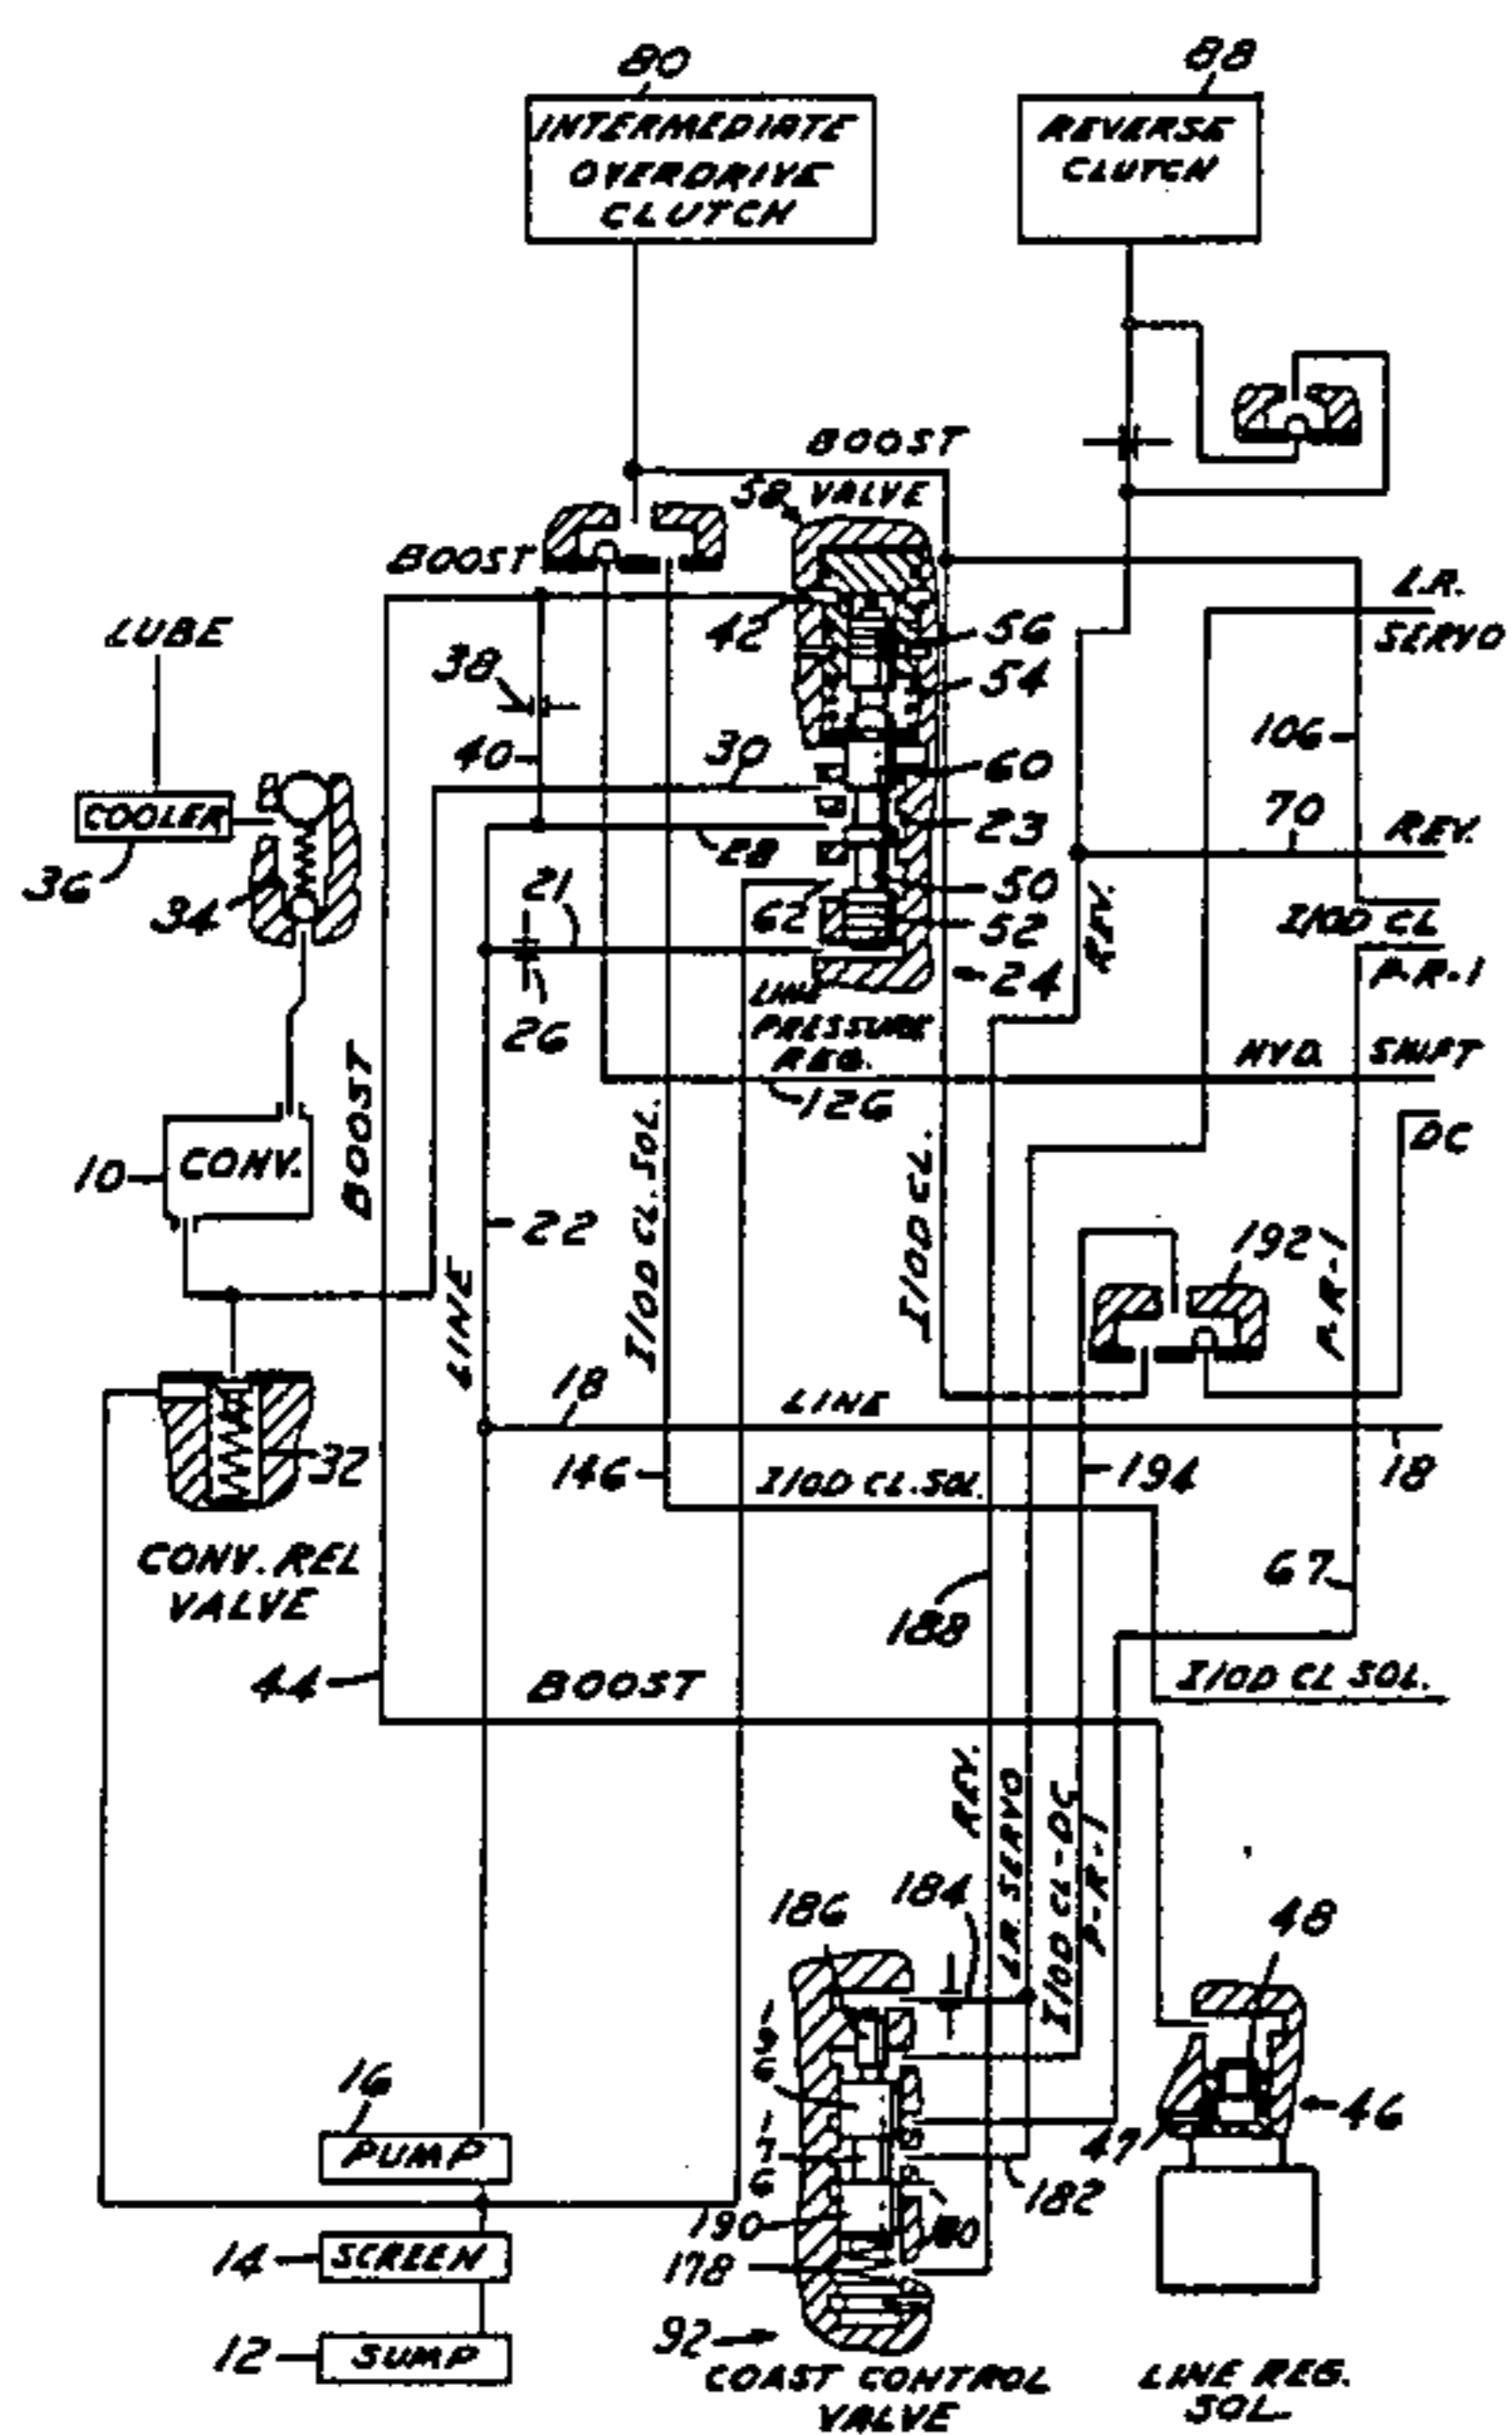 80
88
INTERMEDIATE
OVERDRIVE
CLUTCH
REVERSE
CLUTCH
BOOST
58 VALVE
BOOST
LR.
SERVO
LUBE
42
56
38
54
106
40
30
60
70
REV.
COOLER
23
28
36
34
21
50
62
52
I/OD CL
REV.
24
P-R-1
26
LINE
PRESSURE
REG.
HYD. SHIFT
126
DC
BOOST
I/OD CL. SOL.
I/OD CL.
10
CONV.
22
192
LINE
P-R-1
18
LINE
32
146
I/OD CL. SOL.
194
18
CONV. REL
VALVE
67
188
44
BOOST
I/OD CL SOL.
REV.
LR SERVO
I/OD CL-DC
P-R-1
186
184
48
196
16
PUMP
176
47
46
182
190
180
14
SCREEN
178
12
SUMP
92
COAST CONTROL
VALVE
LINE REG.
SOL.